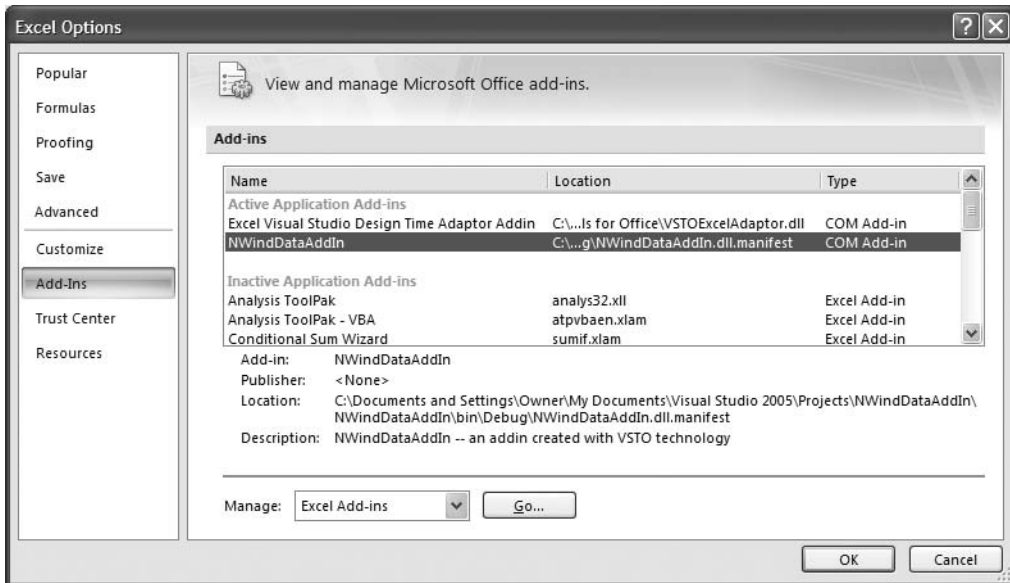 Excel Options
Popular
Formulas
Proofing
Save
Advanced
Customize
Add-Ins
Trust Center
Resources
View and manage Microsoft Office add-ins.
Add-ins
Name Location Type
Active Application Add-ins
Excel Visual Studio Design Time Adaptor Addin C:\...ls for Office\VSTOExcelAdaptor.dll COM Add-in
NWindDataAddIn C:\...g\NWindDataAddIn.dll.manifest COM Add-in
Inactive Application Add-ins
Analysis ToolPak analys32.xll Excel Add-in
Analysis ToolPak - VBA atpvbaen.xlam Excel Add-in
Conditional Sum Wizard sumif.xlam Excel Add-in
Add-in: NWindDataAddIn
Publisher: <None>
Location: C:\Documents and Settings\Owner\My Documents\Visual Studio 2005\Projects\NWindDataAddIn\
NWindDataAddIn\bin\Debug\NWindDataAddIn.dll.manifest
Description: NWindDataAddIn -- an addin created with VSTO technology
Manage: Excel Add-ins Go...
OK Cancel